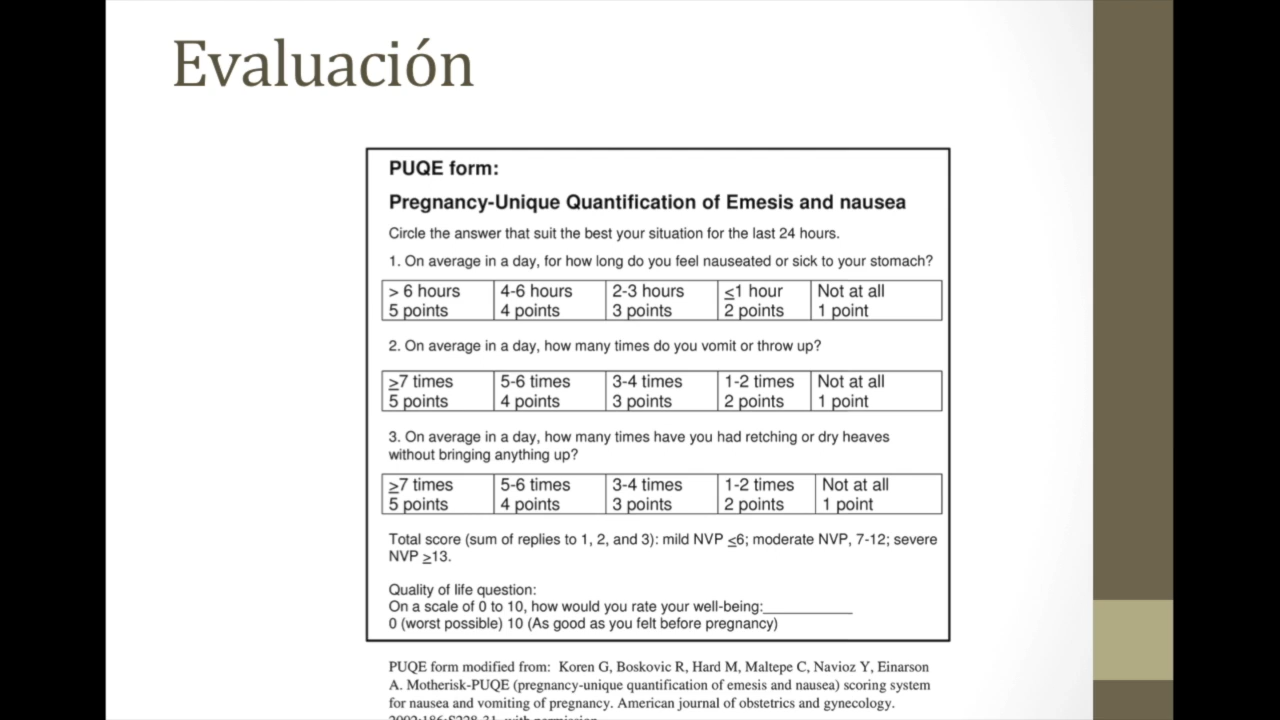 Evaluación
PUQE form:
Pregnancy-Unique Quantification of Emesis and nausea
Circle the answer that suit the best your situation for the last 24 hours.
1. On average in a day, for how long do you feel nauseated or sick to your stomach?
> 6 hours 4-6 hours 2-3 hours ≤1 hour Not at all
5 points 4 points 3 points 2 points 1 point
2. On average in a day, how many times do you vomit or throw up?
≥7 times 5-6 times 3-4 times 1-2 times Not at all
5 points 4 points 3 points 2 points 1 point
3. On average in a day, how many times have you had retching or dry heaves
without bringing anything up?
≥7 times 5-6 times 3-4 times 1-2 times Not at all
5 points 4 points 3 points 2 points 1 point
Total score (sum of replies to 1, 2, and 3): mild NVP ≤6; moderate NVP, 7-12; severe
NVP ≥13.
Quality of life question:
On a scale of 0 to 10, how would you rate your well-being:____________
0 (worst possible) 10 (As good as you felt before pregnancy)
PUQE form modified from: Koren G, Boskovic R, Hard M, Maltepe C, Navioz Y, Einarson
A. Motherisk-PUQE (pregnancy-unique quantification of emesis and nausea) scoring system
for nausea and vomiting of pregnancy. American journal of obstetrics and gynecology.
2002;186:S228-31, with permission